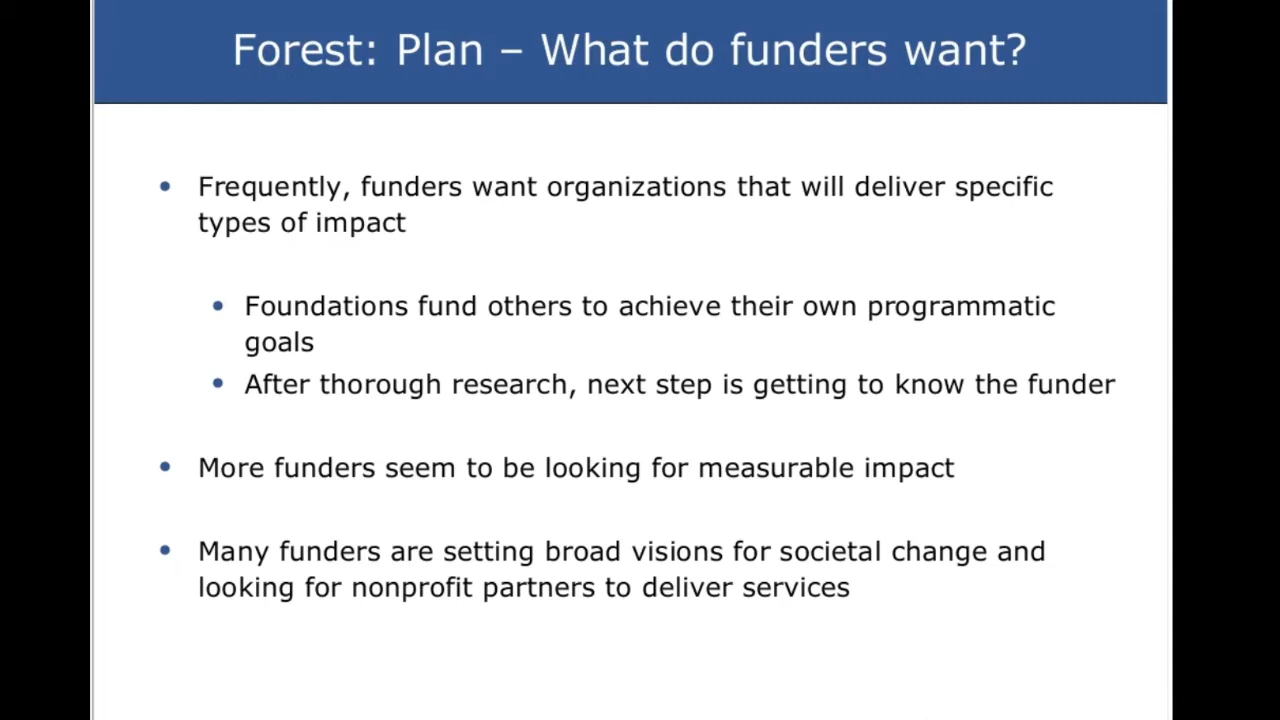 Forest: Plan – What do funders want?
• Frequently, funders want organizations that will deliver specific
types of impact
• Foundations fund others to achieve their own programmatic
goals
• After thorough research, next step is getting to know the funder
• More funders seem to be looking for measurable impact
• Many funders are setting broad visions for societal change and
looking for nonprofit partners to deliver services